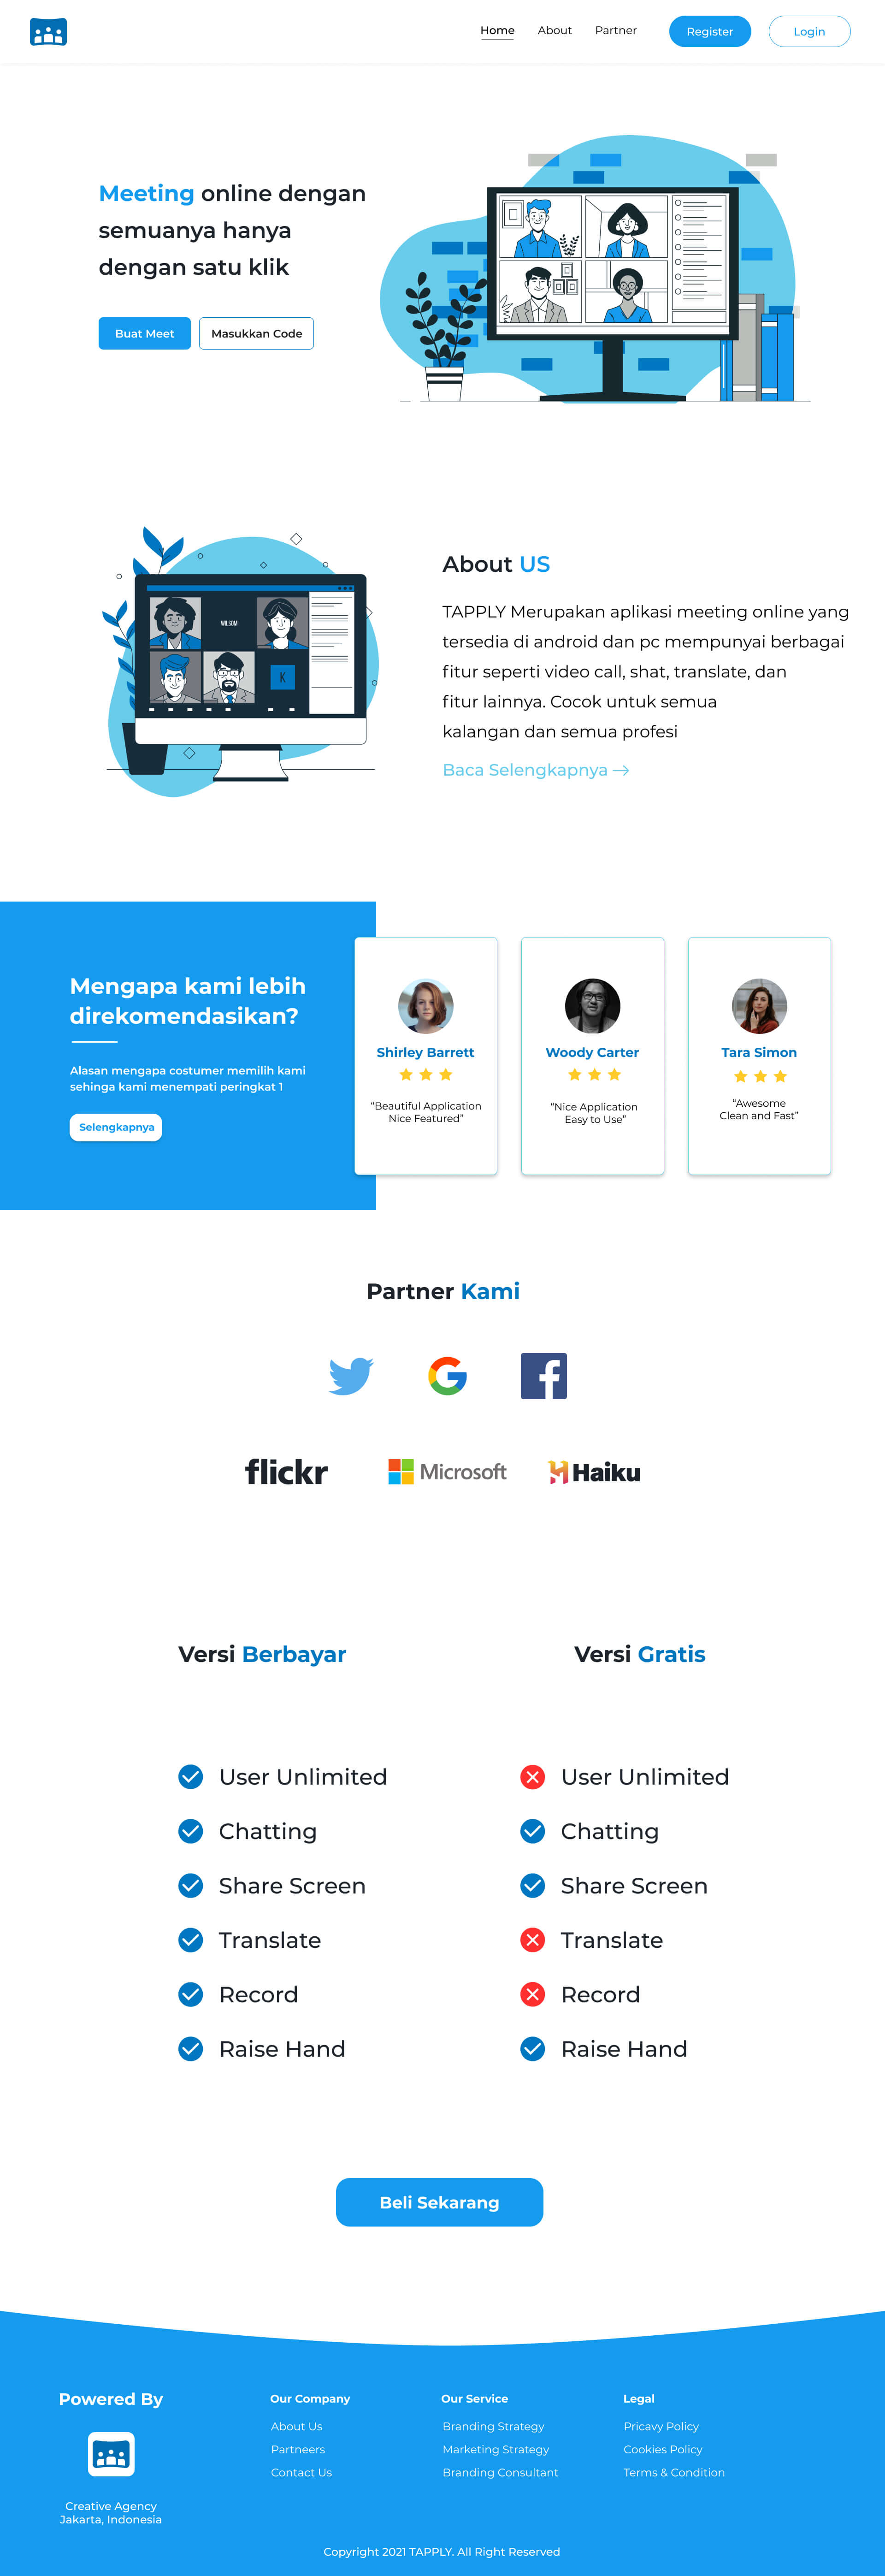 Home
About
Partner
Register
Login
Meeting online dengan
semuanya hanya
dengan satu klik
Buat Meet
Masukkan Code
WILSOM
K
About US
TAPPLY Merupakan aplikasi meeting online yang
tersedia di android dan pc mempunyai berbagai
fitur seperti video call, shat, translate, dan
fitur lainnya. Cocok untuk semua
kalangan dan semua profesi
Baca Selengkapnya
Mengapa kami lebih
direkomendasikan?
Alasan mengapa costumer memilih kami
sehinga kami menempati peringkat 1
Selengkapnya
Shirley Barrett
“Beautiful Application
Nice Featured”
Woody Carter
“Nice Application
Easy to Use”
Tara Simon
“Awesome
Clean and Fast”
Partner Kami
flickr
Microsoft
Haiku
Versi Berbayar
User Unlimited
Chatting
Share Screen
Translate
Record
Raise Hand
Versi Gratis
User Unlimited
Chatting
Share Screen
Translate
Record
Raise Hand
Beli Sekarang
Powered By
Creative Agency
Jakarta, Indonesia
Our Company
About Us
Partneers
Contact Us
Our Service
Branding Strategy
Marketing Strategy
Branding Consultant
Legal
Pricavy Policy
Cookies Policy
Terms & Condition
Copyright 2021 TAPPLY. All Right Reserved